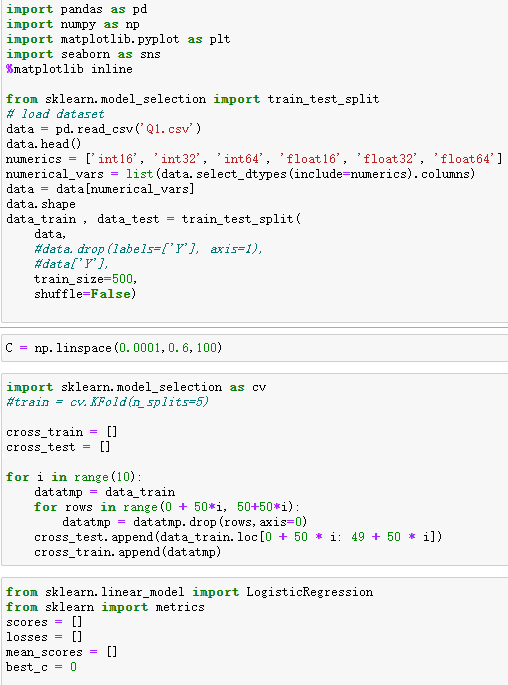 import pandas as pd
import numpy as np
import matplotlib.pyplot as plt
import seaborn as sns
%matplotlib inline
from sklearn.model_selection import train_test_split
# load dataset
data = pd.read_csv('Q1.csv')
data.head()
numerics = ['int16', 'int32', 'int64', 'float16', 'float32', 'float64']
numerical_vars = list(data.select_dtypes(include=numerics).columns)
data = data[numerical_vars]
data.shape
data_train , data_test = train_test_split(
    data,
    #data.drop(labels=['Y'], axis=1),
    #data['Y'],
    train_size=500,
    shuffle=False)
C = np.linspace(0.0001,0.6,100)
import sklearn.model_selection as cv
#train = cv.KFold(n_splits=5)
cross_train = []
cross_test = []
for i in range(10):
    datatmp = data_train
    for rows in range(0 + 50*i, 50+50*i):
        datatmp = datatmp.drop(rows,axis=0)
    cross_test.append(data_train.loc[0 + 50 * i: 49 + 50 * i])
    cross_train.append(datatmp)
from sklearn.linear_model import LogisticRegression
from sklearn import metrics
scores = []
losses = []
mean_scores = []
best_c = 0